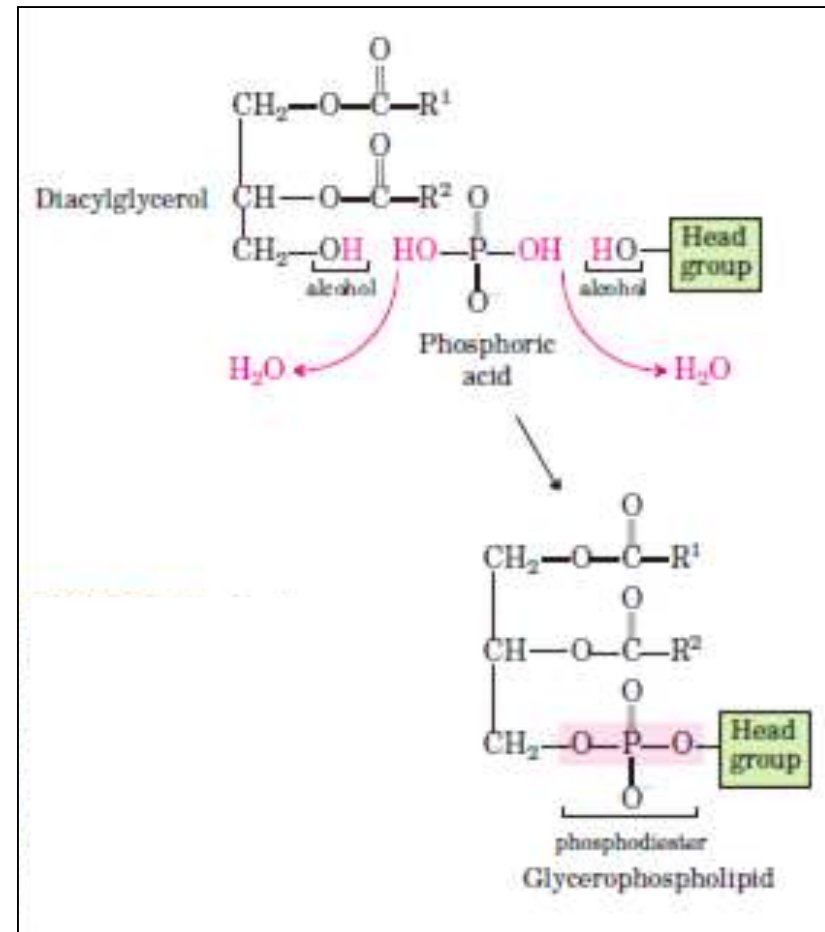 O
CH₂—O—C—R¹
O
Diacylglycerol CH—O—C—R² O
CH₂—OH HO—P—OH HO— Head group
alcohol O alcohol
Phosphoric
acid
H₂O H₂O
O
CH₂—O—C—R¹
O
CH—O—C—R²
O
CH₂—O—P—O— Head group
O
phosphodiester
Glycerophospholipid